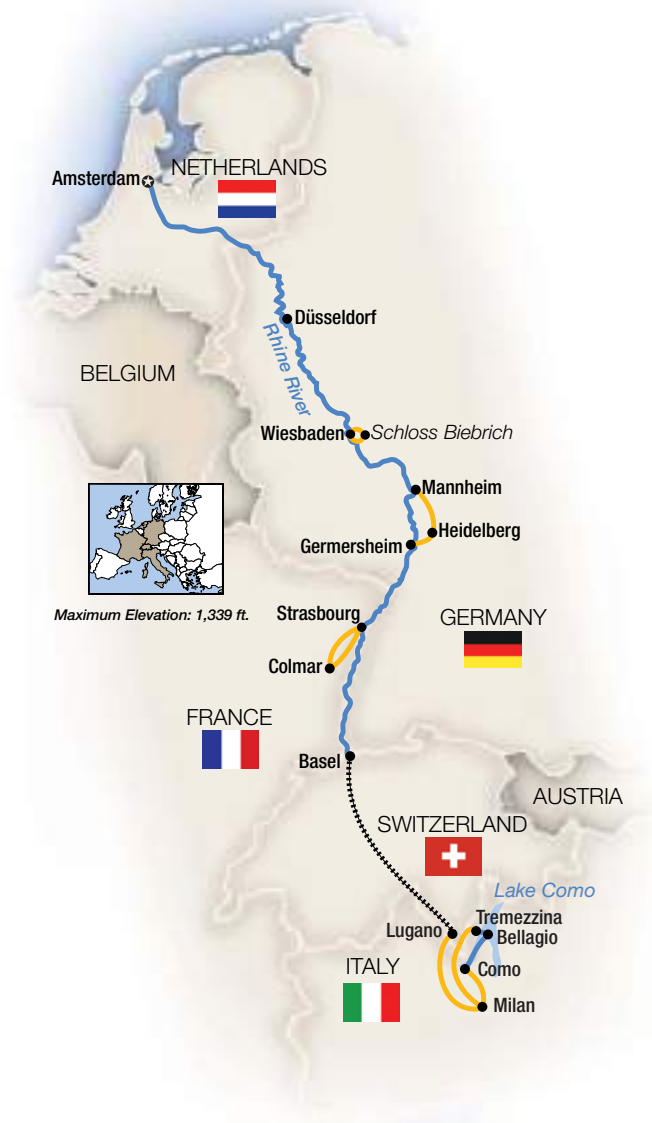 NETHERLANDS
Amsterdam
Düsseldorf
Rhine River
BELGIUM
Wiesbaden
Schloss Biebrich
Mannheim
Heidelberg
Germersheim
Maximum Elevation: 1,339 ft.
Strasbourg
GERMANY
Colmar
FRANCE
Basel
AUSTRIA
SWITZERLAND
Lake Como
Tremezzina
Lugano
Bellagio
ITALY
Como
Milan